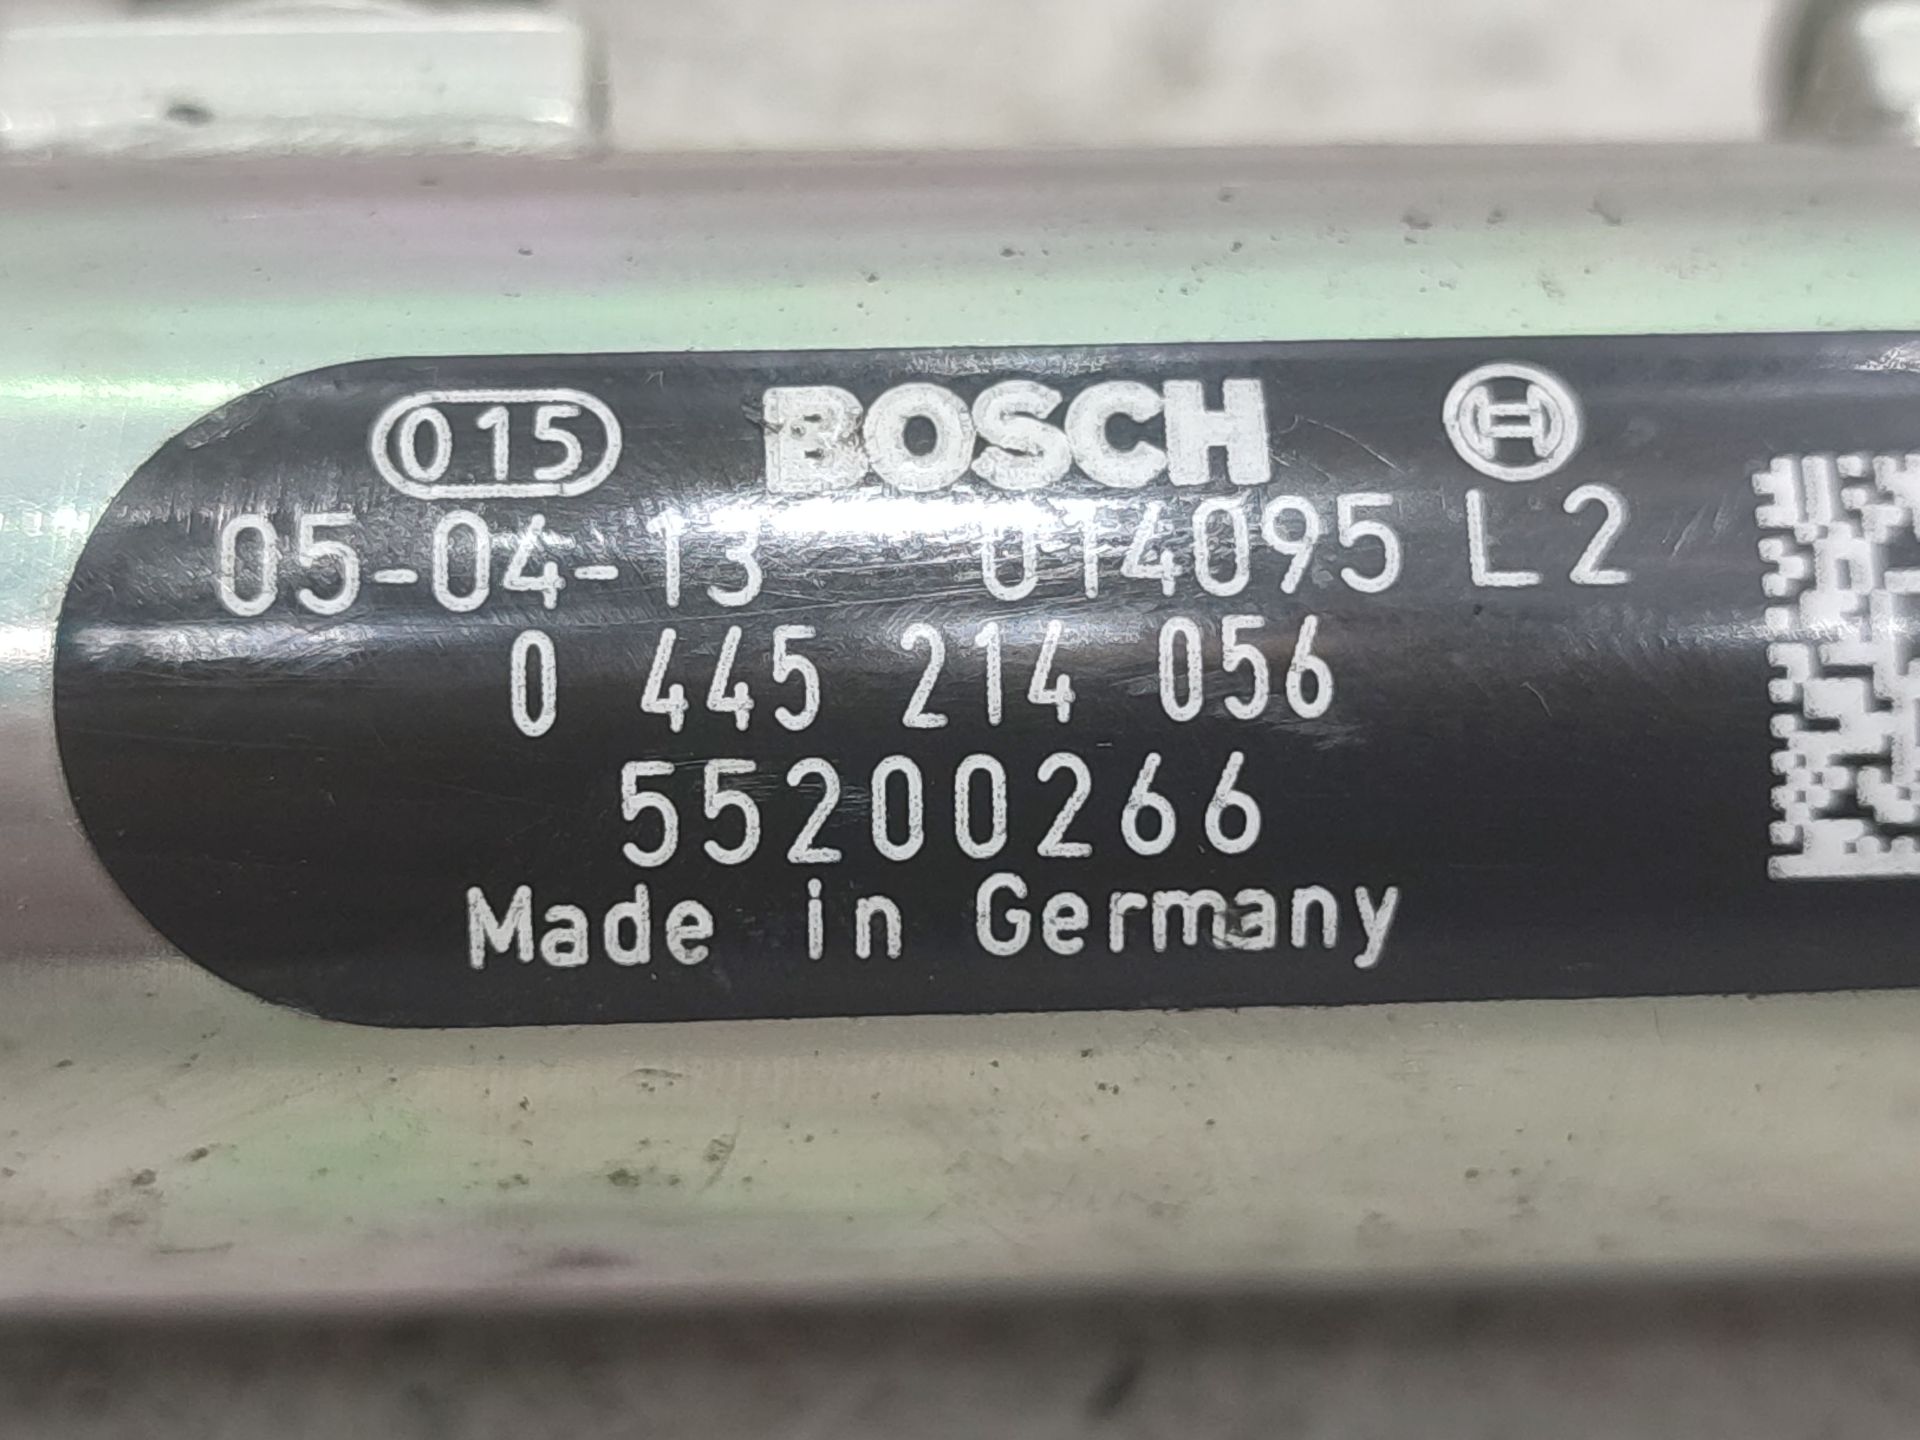 015 BOSCH
05-04-13 014095 L2
0 445 214 056
55200266
Made in Germany